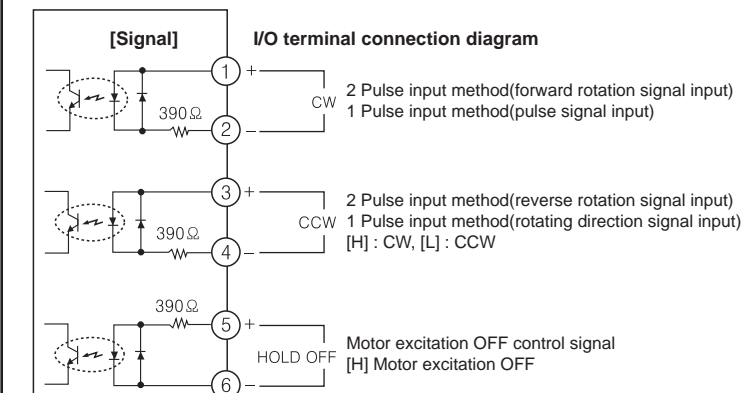 [Signal] I/O terminal connection diagram
1 +
CW
2 Pulse input method(forward rotation signal input)
1 Pulse input method(pulse signal input)
390Ω
2 −
3 +
CCW
2 Pulse input method(reverse rotation signal input)
1 Pulse input method(rotating direction signal input)
[H] : CW, [L] : CCW
390Ω
4 −
390Ω
5 +
HOLD OFF
Motor excitation OFF control signal
[H] Motor excitation OFF
6 −